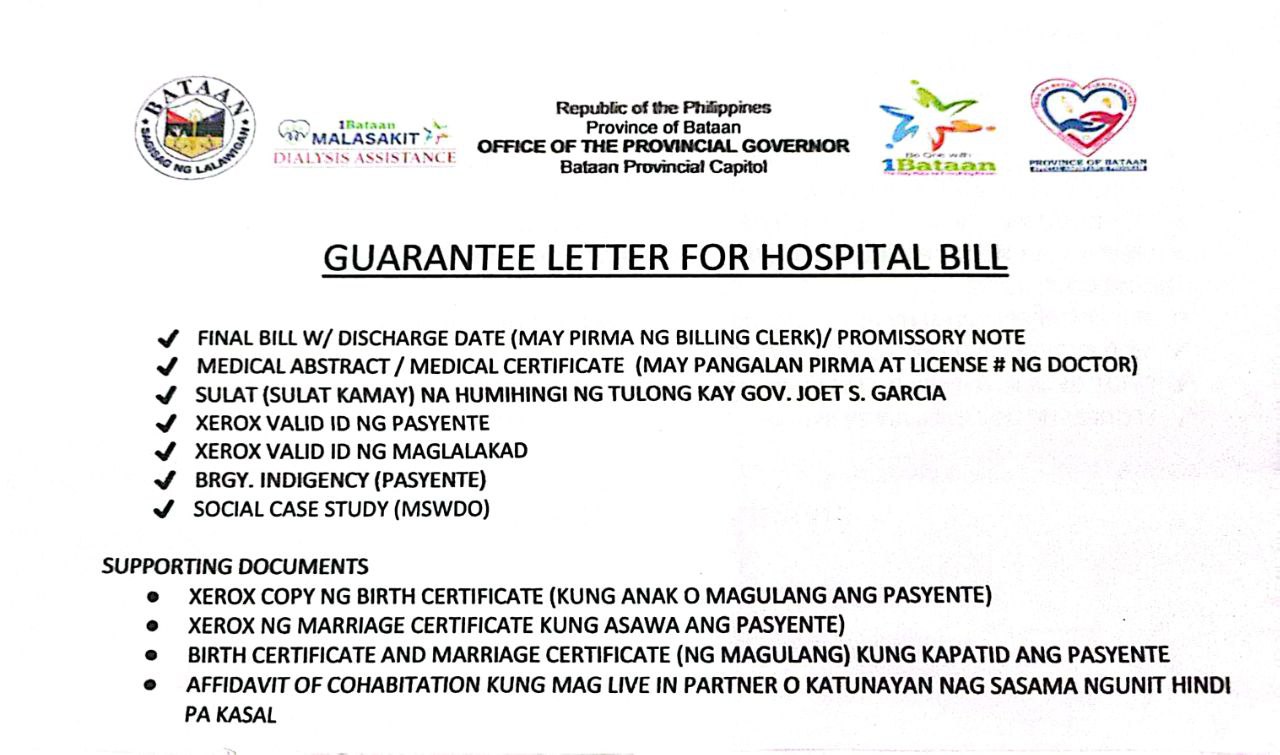 BATAAN
SAGISAG NG LALAWIGAN
1Bataan
MALASAKIT
DIALYSIS ASSISTANCE
Republic of the Philippines
Province of Bataan
OFFICE OF THE PROVINCIAL GOVERNOR
Bataan Provincial Capitol
Be One with
1Bataan
PROVINCE OF BATAAN
SPECIAL ASSISTANCE PROGRAM
GUARANTEE LETTER FOR HOSPITAL BILL
✔ FINAL BILL W/ DISCHARGE DATE (MAY PIRMA NG BILLING CLERK)/ PROMISSORY NOTE
✔ MEDICAL ABSTRACT / MEDICAL CERTIFICATE (MAY PANGALAN PIRMA AT LICENSE # NG DOCTOR)
✔ SULAT (SULAT KAMAY) NA HUMIHINGI NG TULONG KAY GOV. JOET S. GARCIA
✔ XEROX VALID ID NG PASYENTE
✔ XEROX VALID ID NG MAGLALAKAD
✔ BRGY. INDIGENCY (PASYENTE)
✔ SOCIAL CASE STUDY (MSWDO)
SUPPORTING DOCUMENTS
• XEROX COPY NG BIRTH CERTIFICATE (KUNG ANAK O MAGULANG ANG PASYENTE)
• XEROX NG MARRIAGE CERTIFICATE KUNG ASAWA ANG PASYENTE)
• BIRTH CERTIFICATE AND MARRIAGE CERTIFICATE (NG MAGULANG) KUNG KAPATID ANG PASYENTE
• AFFIDAVIT OF COHABITATION KUNG MAG LIVE IN PARTNER O KATUNAYAN NAG SASAMA NGUNIT HINDI
PA KASAL